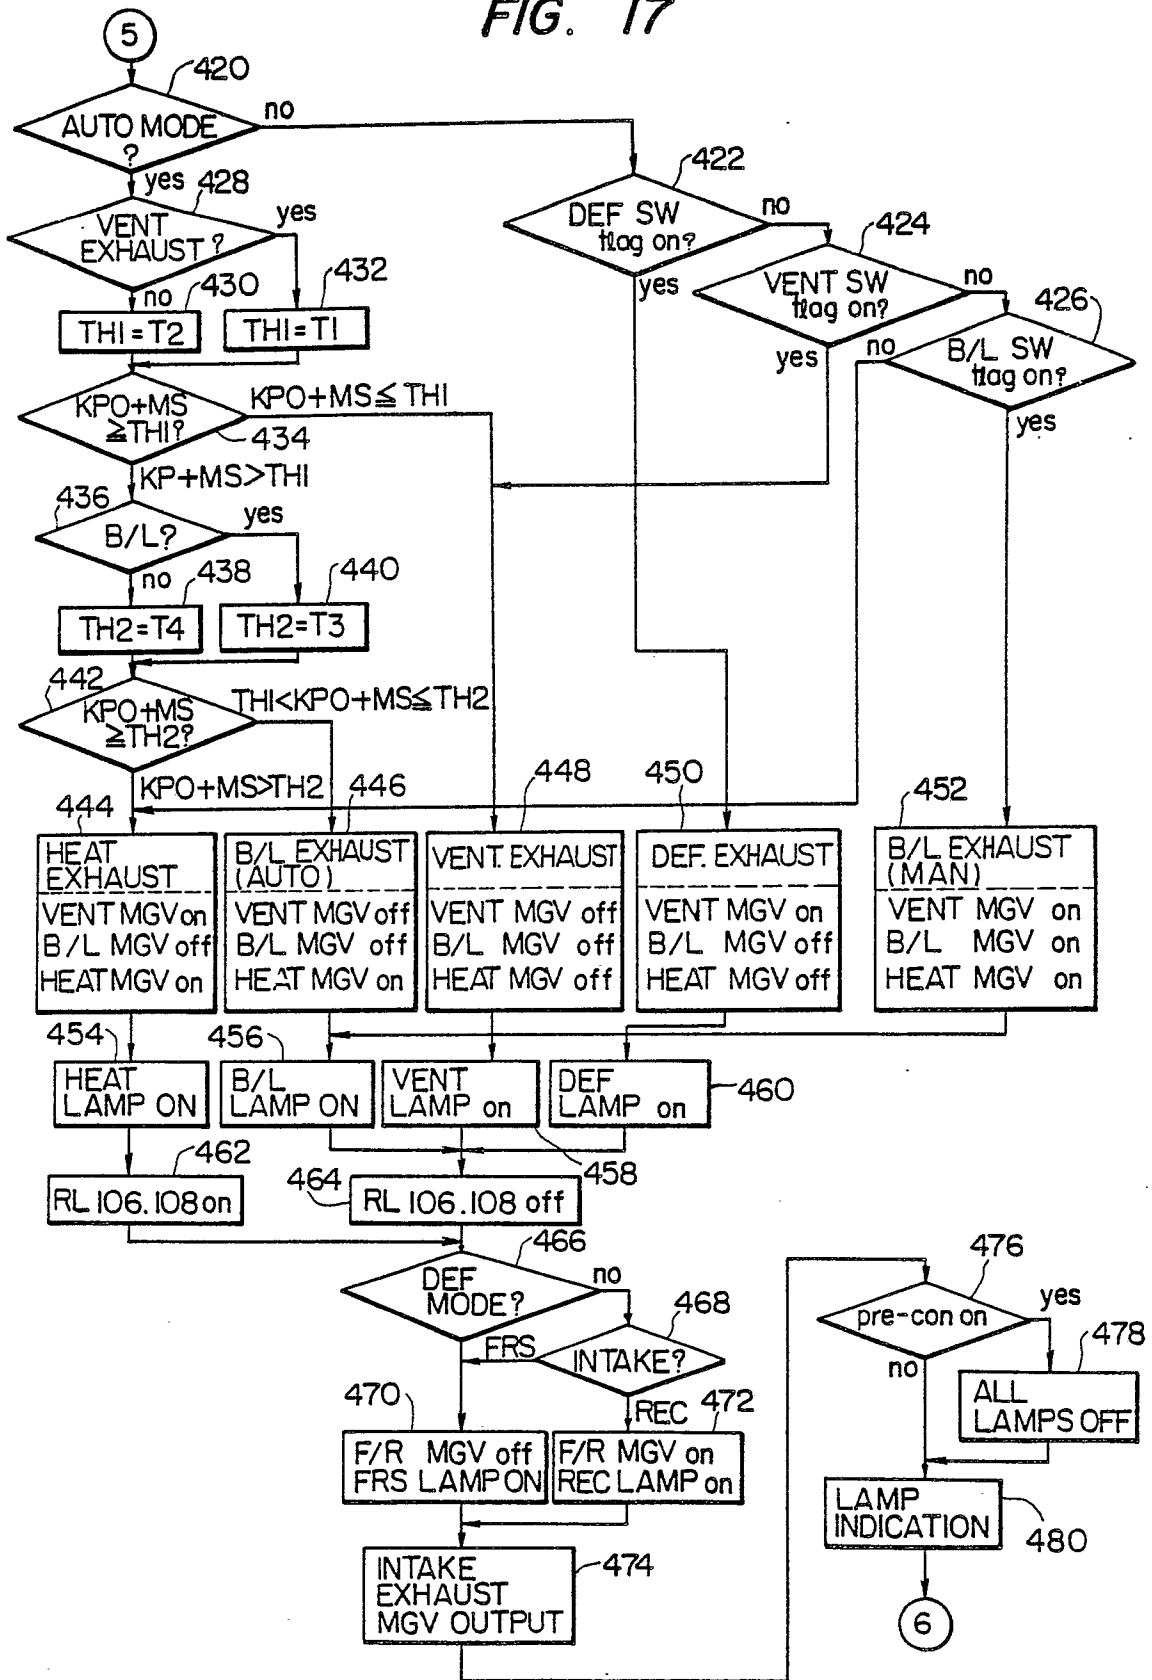 FIG. 17
5
420
AUTO MODE
?
no
yes
428
VENT
EXHAUST?
yes
no
430
432
TH1=T2
TH1=T1
KPO+MS
≧TH1?
KPO+MS≦TH1
434
KP+MS>TH1
436
B/L?
yes
no
438
440
TH2=T4
TH2=T3
442
KPO+MS
≧TH2?
TH1<KPO+MS≦TH2
KPO+MS>TH2
422
DEF SW
flag on?
no
yes
424
VENT SW
flag on?
no
yes
426
B/L SW
flag on?
no
yes
444
HEAT
EXHAUST
VENT MGV on
B/L MGV off
HEAT MGV on
446
B/L EXHAUST
(AUTO)
VENT MGV off
B/L MGV off
HEAT MGV on
448
VENT. EXHAUST
VENT MGV off
B/L MGV off
HEAT MGV off
450
DEF. EXHAUST
VENT MGV on
B/L MGV off
HEAT MGV off
452
B/L EXHAUST
(MAN)
VENT MGV on
B/L MGV on
HEAT MGV on
454
HEAT
LAMP ON
456
B/L
LAMP ON
VENT
LAMP on
458
DEF
LAMP on
460
462
RL 106.108 on
464
RL 106.108 off
466
DEF
MODE?
no
468
INTAKE?
FRS
REC
470
F/R MGV off
FRS LAMP ON
472
F/R MGV on
REC LAMP on
474
INTAKE
EXHAUST
MGV OUTPUT
476
pre-con on
yes
no
478
ALL
LAMPS OFF
LAMP
INDICATION
480
6